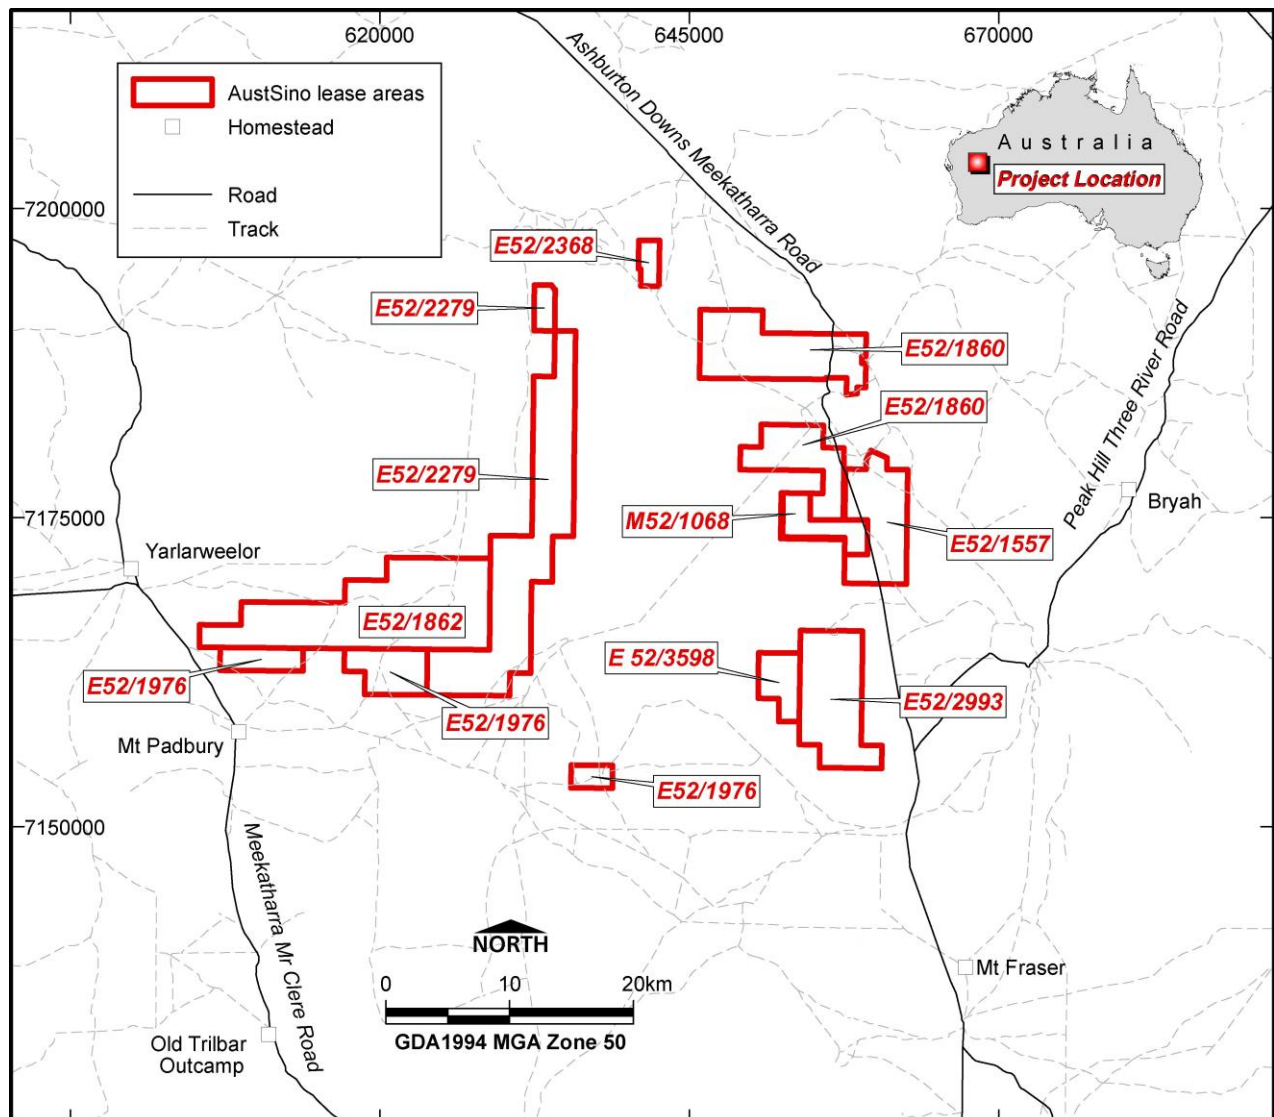 620000
645000
670000
AustSino lease areas
Homestead
Road
Track
Ashburton Downs Meekatharra Road
Australia
Project Location
7200000
E52/2368
E52/2279
E52/1860
E52/1860
Peak Hill Three River Road
E52/2279
Bryah
7175000
M52/1068
E52/1557
Yarlarweelor
E52/1862
E 52/3598
E52/1976
E52/2993
E52/1976
Mt Padbury
E52/1976
7150000
Meekatharra Mr Clere Road
NORTH
Mt Fraser
0 10 20km
GDA1994 MGA Zone 50
Old Trilbar
Outcamp